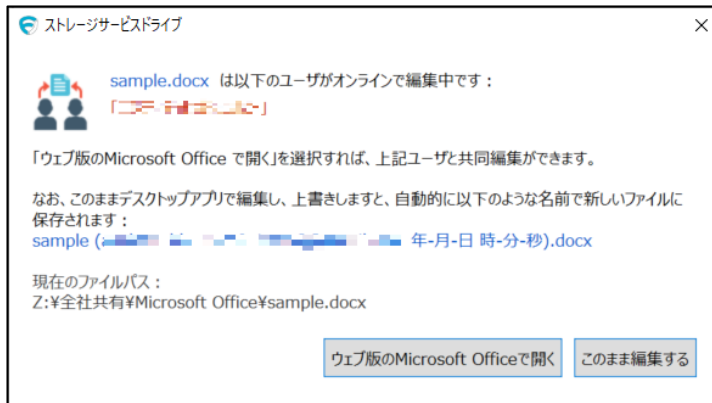 ストレージサービスドライブ
sample.docx は以下のユーザがオンラインで編集中です：
「 」
「ウェブ版のMicrosoft Office で開く」を選択すれば、上記ユーザと共同編集ができます。
なお、このままデスクトップアプリで編集し、上書きしますと、自動的に以下のような名前で新しいファイルに
保存されます：
sample ( 年-月-日 時-分-秒).docx
現在のファイルパス：
Z:¥全社共有¥Microsoft Office¥sample.docx
ウェブ版のMicrosoft Officeで開く
このまま編集する